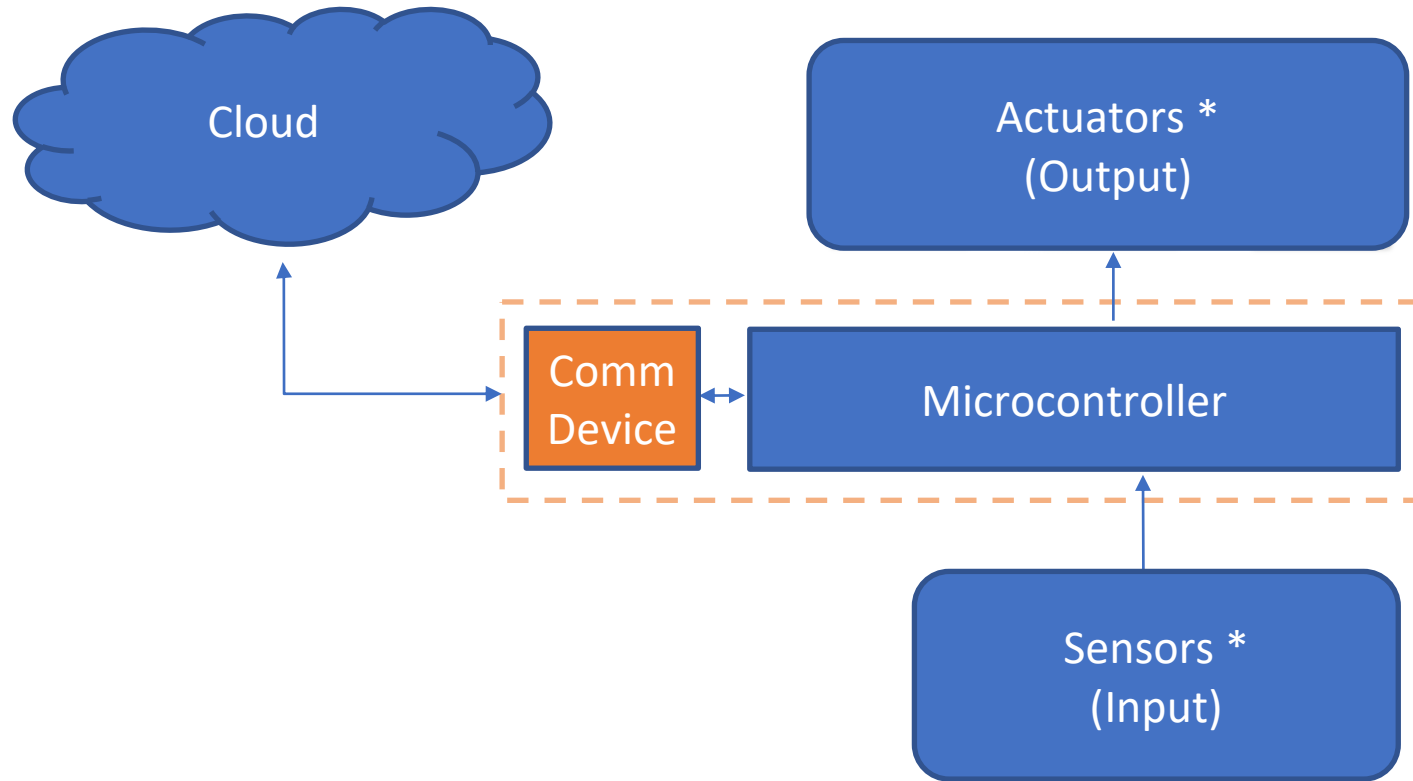 Cloud
Actuators *
(Output)
Comm
Device
Microcontroller
Sensors *
(Input)